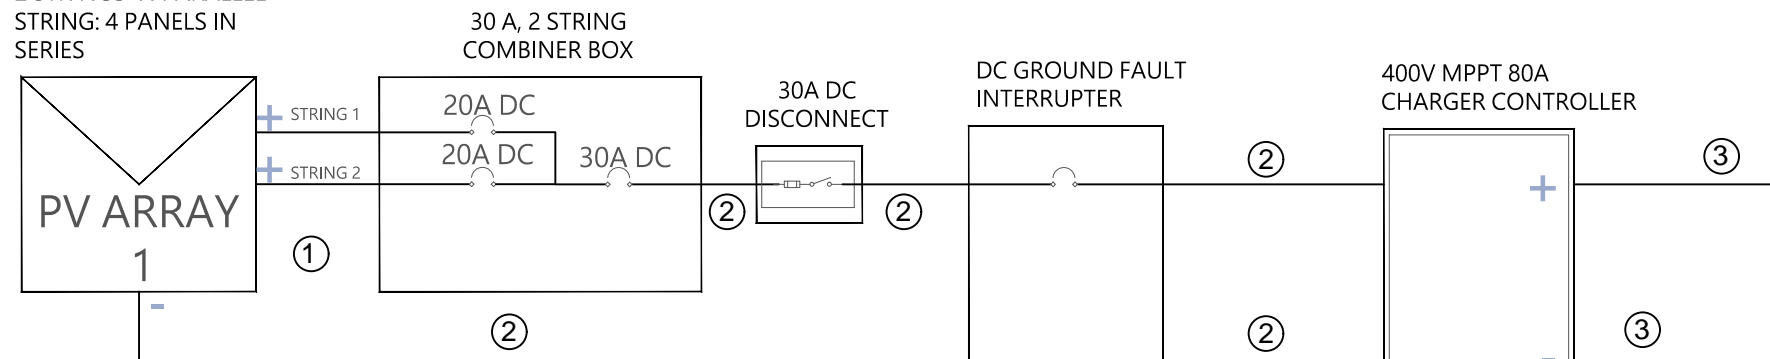 STRING: 4 PANELS IN
SERIES
30 A, 2 STRING
COMBINER BOX
30A DC
DISCONNECT
DC GROUND FAULT
INTERRUPTER
400V MPPT 80A
CHARGER CONTROLLER
+ STRING 1
20A DC
+ STRING 2
20A DC
30A DC
PV ARRAY
1
-
1
2
2
2
2
2
3
3
+
-